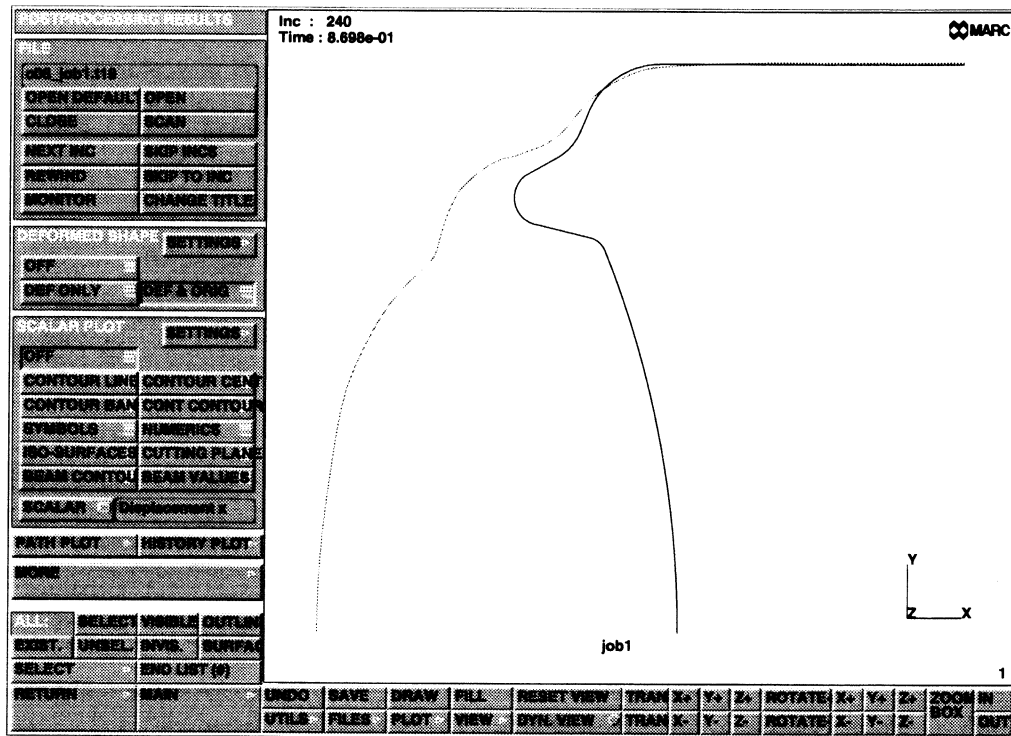 POSTPROCESSING RESULTS
FILE
c06_job1.t19
OPEN DEFAUL OPEN
CLOSE SCAN
NEXT INC SKIP INCS
REWIND SKIP TO INC
MONITOR CHANGE TITLE
DEFORMED SHAPE SETTINGS
OFF
DEF ONLY DEF & ORIG
SCALAR PLOT SETTINGS
OFF
CONTOUR LINE CONTOUR CENT
CONTOUR BAN CONT CONTOUR
SYMBOLS NUMERICS
ISO-SURFACES CUTTING PLANE
BEAM CONTOU BEAM VALUES
SCALAR Displacement x
PATH PLOT HISTORY PLOT
MORE
ALL: SELECT VISIBLE OUTLIN
EXIST. UNSEL. INVIS. SURFAC
SELECT END LIST (#)
RETURN MAIN
Inc : 240
Time : 8.698e-01
MARC
Y
Z X
job1
1
UNDO SAVE DRAW FILL RESET VIEW TRAN X+ Y+ Z+ ROTATE X+ Y+ Z+ ZOOM IN
UTILS FILES PLOT VIEW DYN. VIEW TRAN X- Y- Z- ROTATE X- Y- Z- BOX OUT